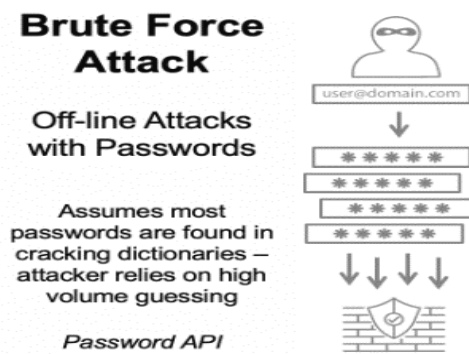 Brute Force
Attack
Off-line Attacks
with Passwords
Assumes most
passwords are found in
cracking dictionaries –
attacker relies on high
volume guessing
Password API
user@domain.com
*****
*****
*****
*****